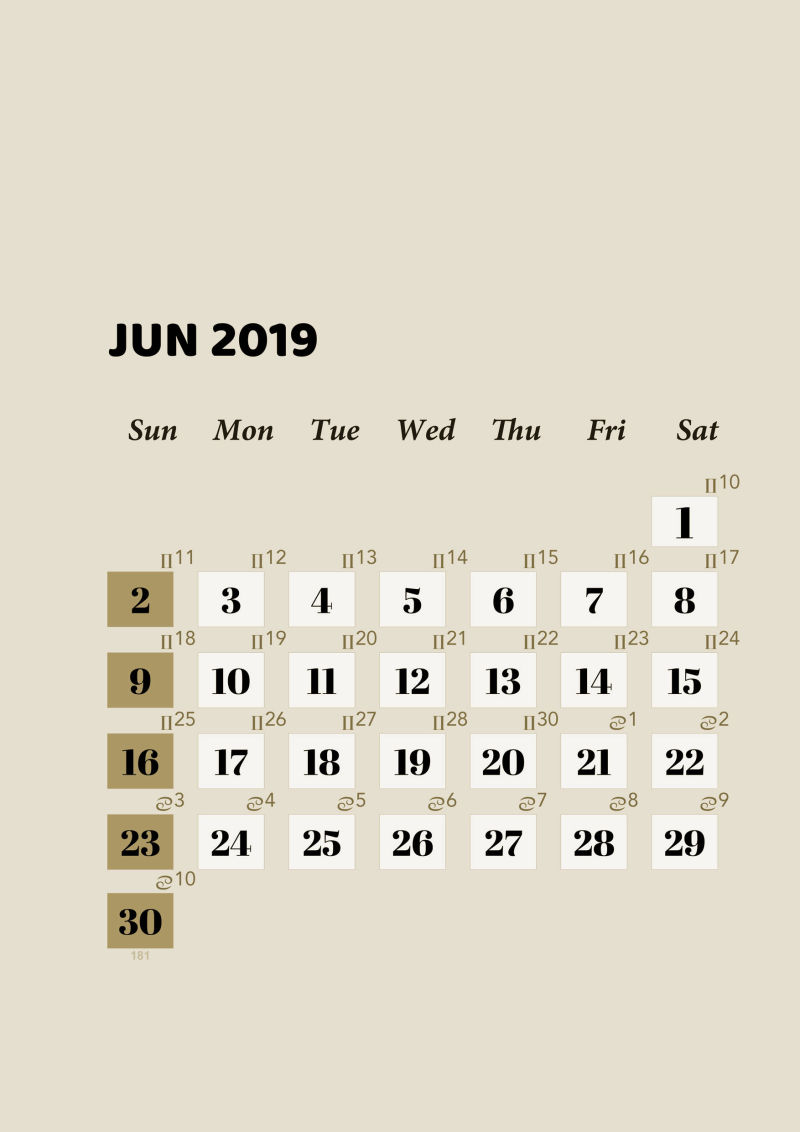 JUN 2019
Sun Mon Tue Wed Thu Fri Sat
♊10
1
♊11 ♊12 ♊13 ♊14 ♊15 ♊16 ♊17
2 3 4 5 6 7 8
♊18 ♊19 ♊20 ♊21 ♊22 ♊23 ♊24
9 10 11 12 13 14 15
♊25 ♊26 ♊27 ♊28 ♊30 ♋1 ♋2
16 17 18 19 20 21 22
♋3 ♋4 ♋5 ♋6 ♋7 ♋8 ♋9
23 24 25 26 27 28 29
♋10
30
181